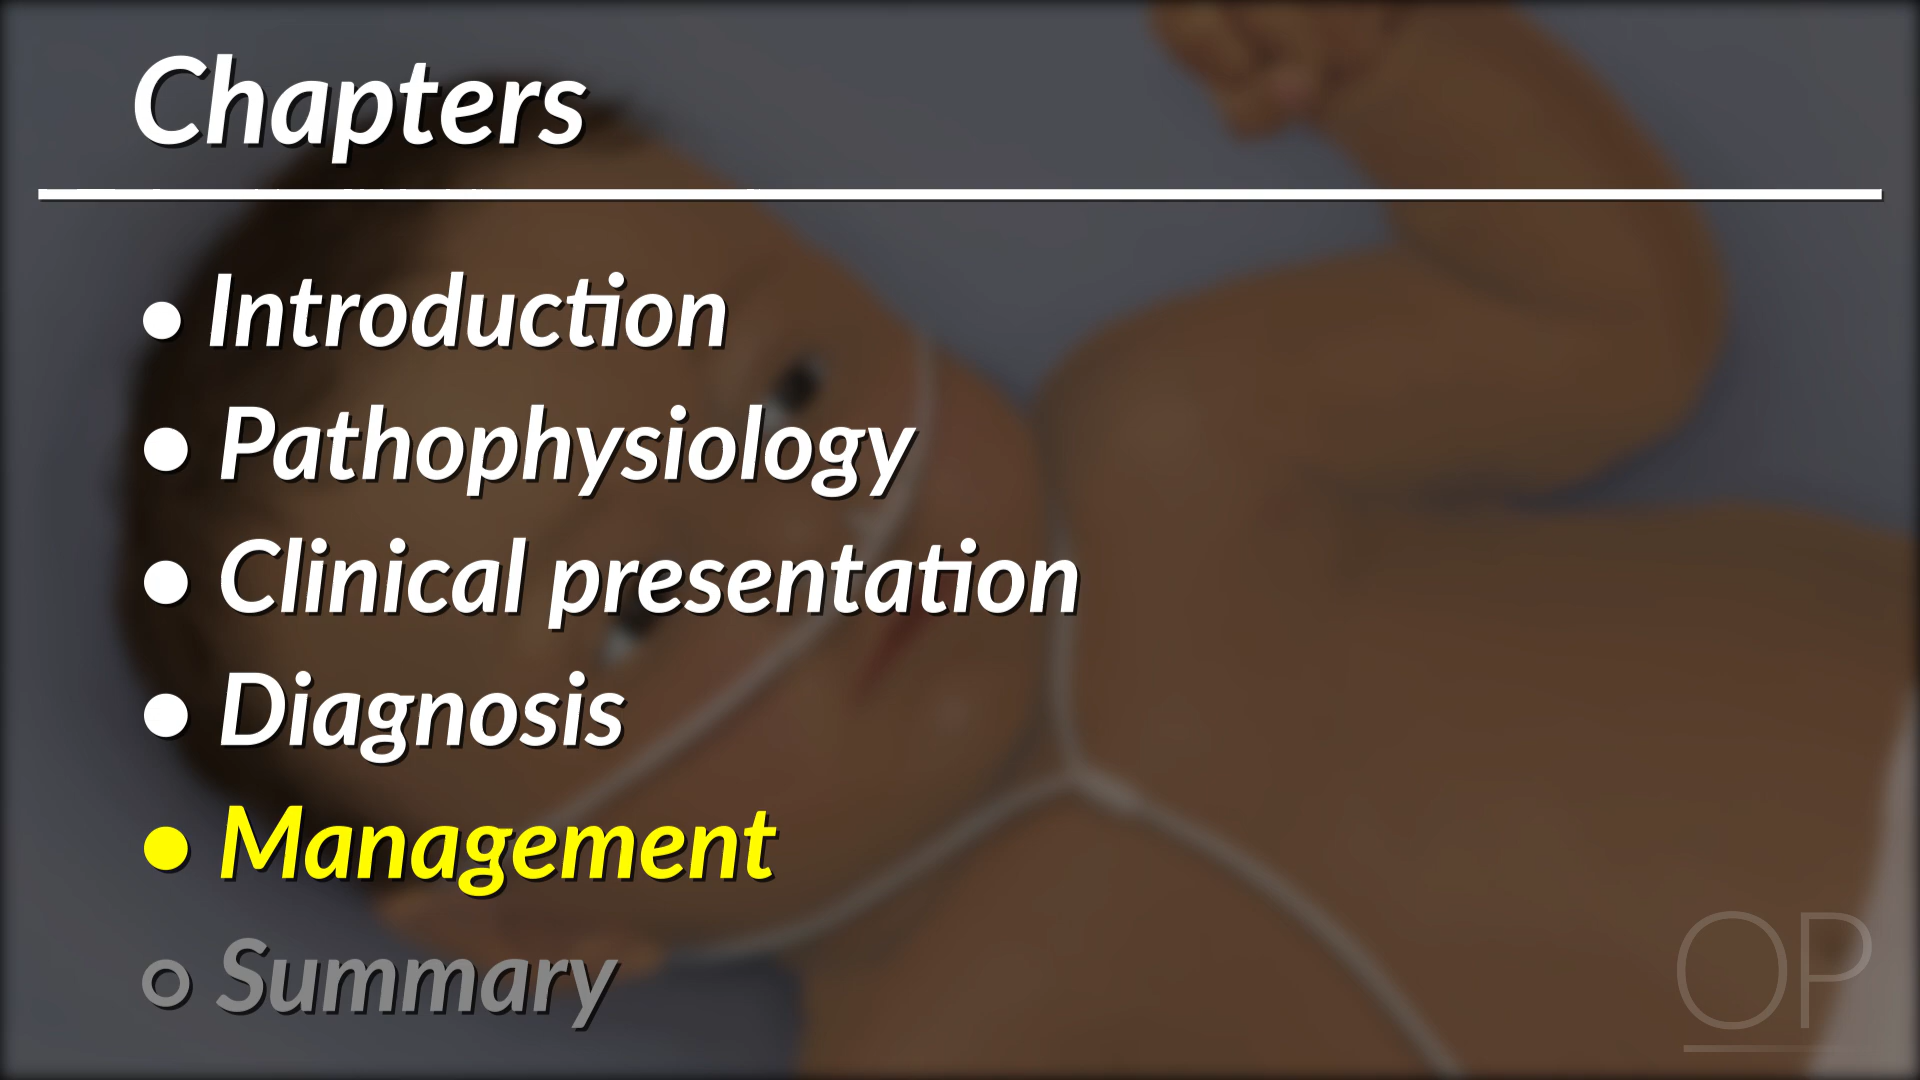 Chapters
• Introduction
• Pathophysiology
• Clinical presentation
• Diagnosis
• Management
○ Summary
OP